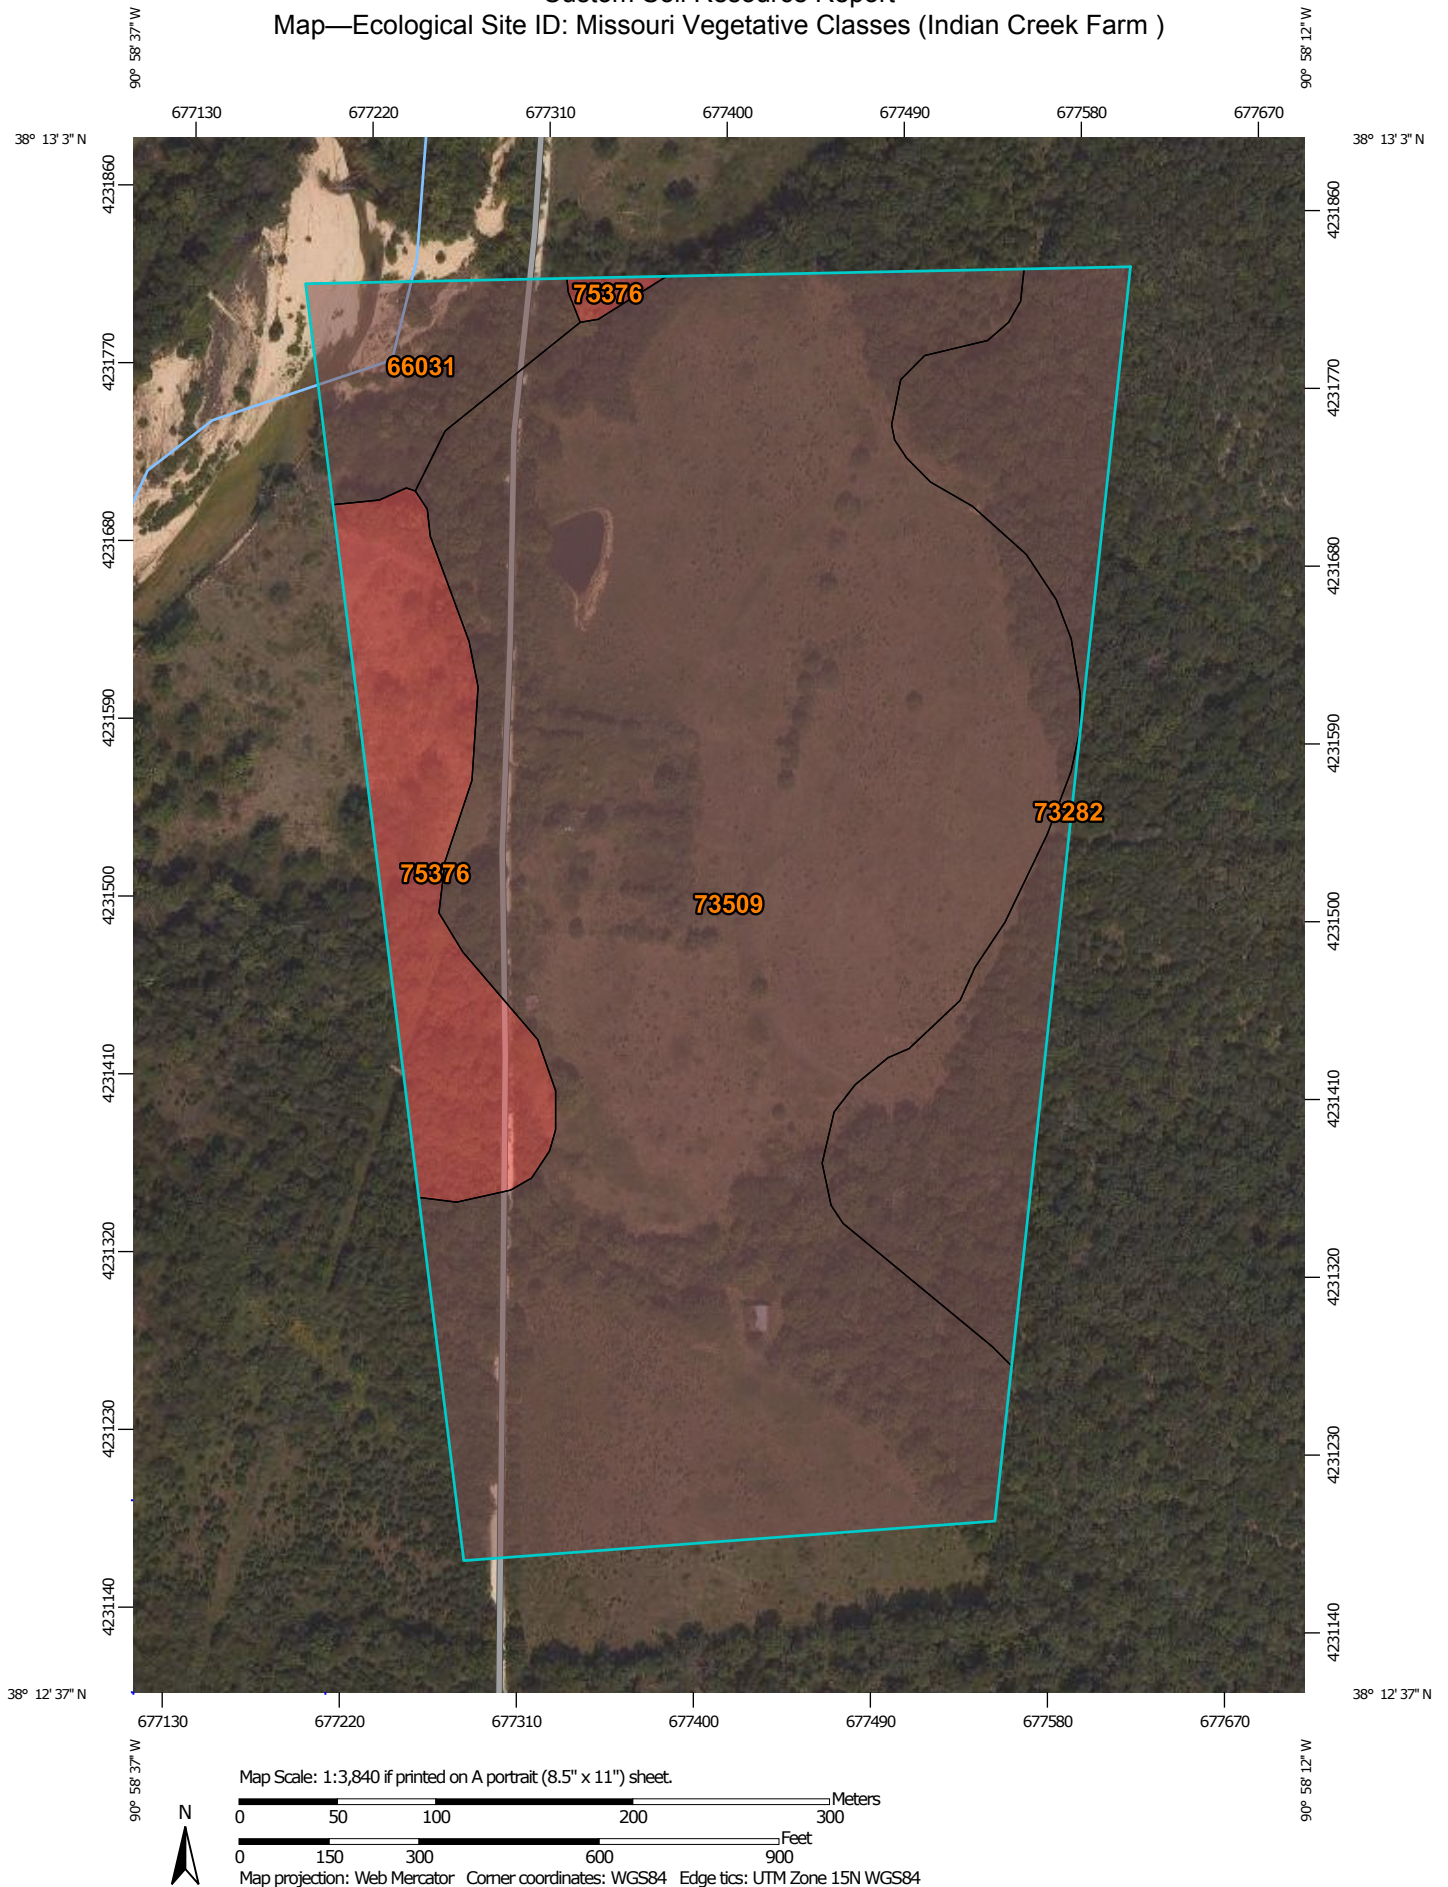 Custom Soil Resource Report
Map—Ecological Site ID: Missouri Vegetative Classes (Indian Creek Farm )
90° 58' 37" W
90° 58' 12" W
677130 677220 677310 677400 677490 677580 677670
38° 13' 3" N
38° 13' 3" N
4231860
4231860
75376
66031
4231770
4231770
4231680
4231680
4231590
4231590
73282
75376
73509
4231500
4231500
4231410
4231410
4231320
4231320
4231230
4231230
4231140
4231140
38° 12' 37" N
38° 12' 37" N
677130 677220 677310 677400 677490 677580 677670
90° 58' 37" W
90° 58' 12" W
Map Scale: 1:3,840 if printed on A portrait (8.5" x 11") sheet.
Meters
0 50 100 200 300
N
Feet
0 150 300 600 900
Map projection: Web Mercator Corner coordinates: WGS84 Edge tics: UTM Zone 15N WGS84